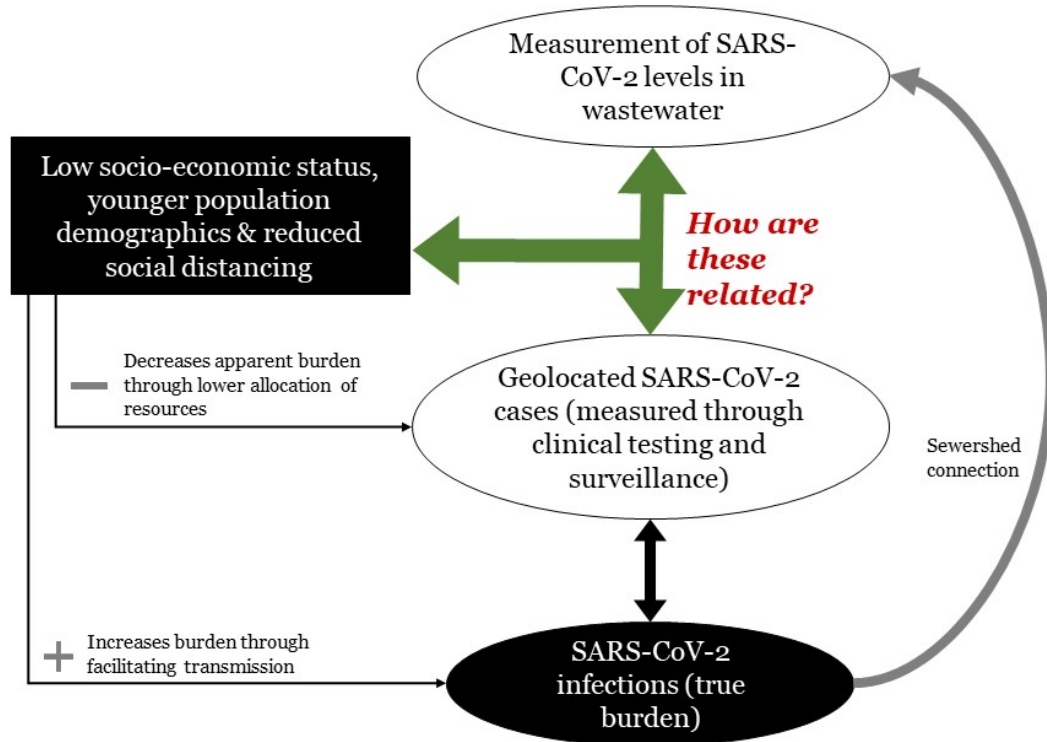 Measurement of SARS-
CoV-2 levels in
wastewater
Low socio-economic status,
younger population
demographics & reduced
social distancing
How are
these
related?
Decreases apparent burden
through lower allocation of
resources
Geolocated SARS-CoV-2
cases (measured through
clinical testing and
surveillance)
Sewershed
connection
Increases burden through
facilitating transmission
SARS-CoV-2
infections (true
burden)